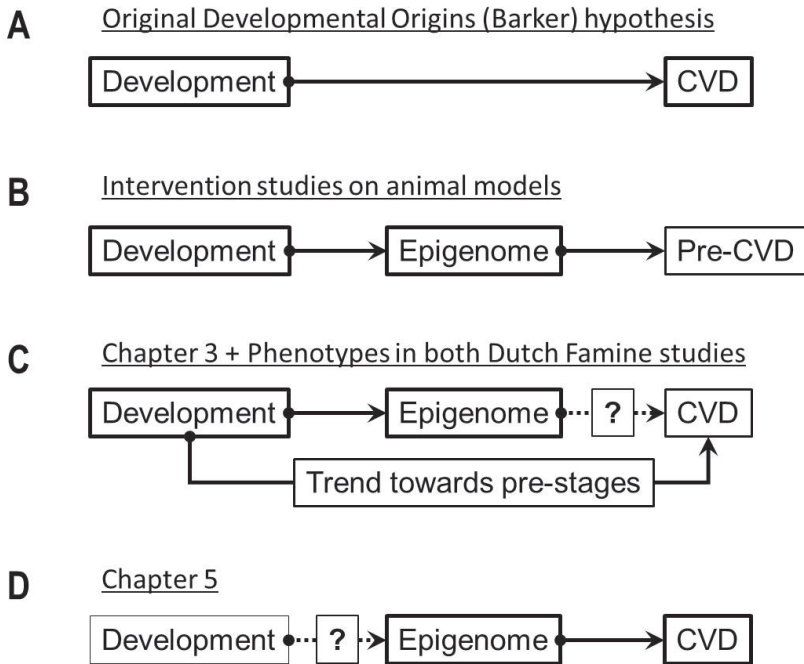 A Original Developmental Origins (Barker) hypothesis
Development CVD
B Intervention studies on animal models
Development Epigenome Pre-CVD
C Chapter 3 + Phenotypes in both Dutch Famine studies
Development Epigenome ? CVD
Trend towards pre-stages
D Chapter 5
Development ? Epigenome CVD